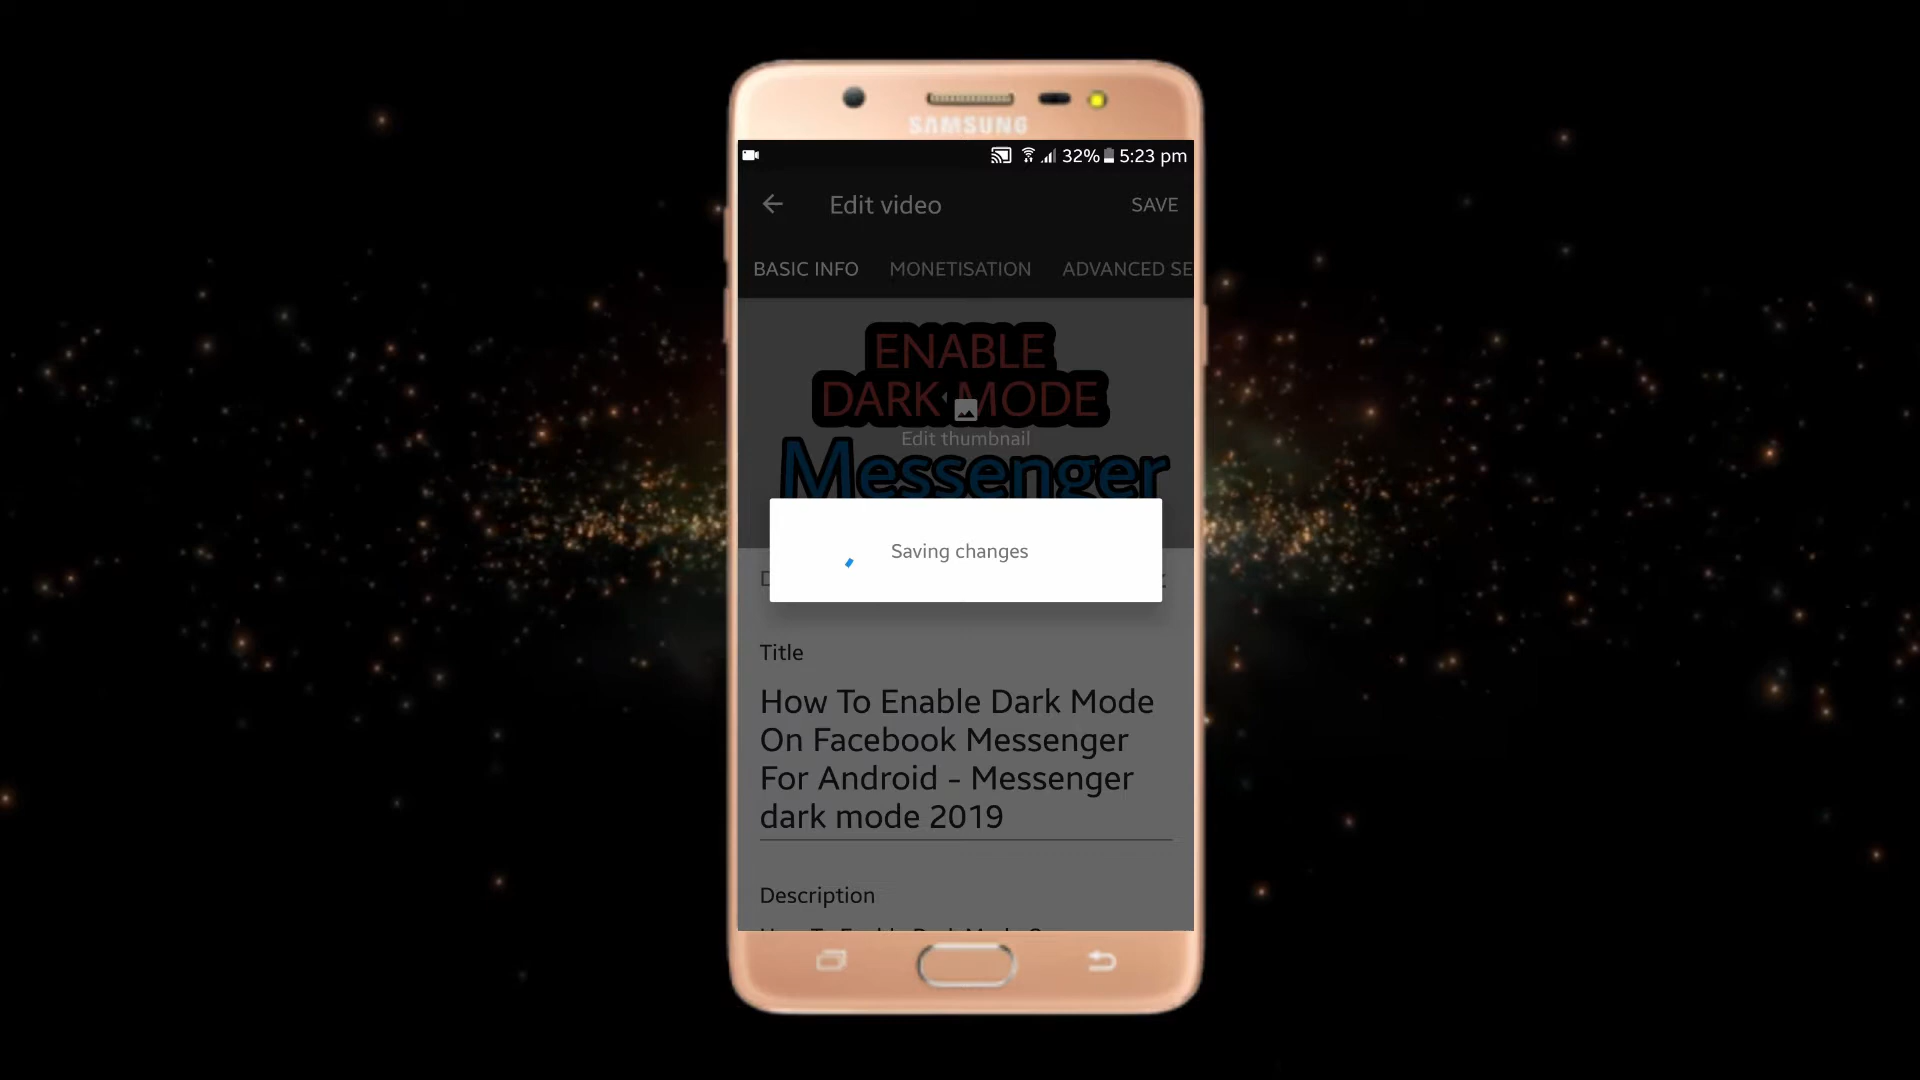 SAMSUNG
32% 5:23 pm
Edit video SAVE
BASIC INFO MONETISATION ADVANCED SE
ENABLE
DARK MODE
Edit thumbnail
Messenger
Saving changes
Title
How To Enable Dark Mode
On Facebook Messenger
For Android - Messenger
dark mode 2019
Description